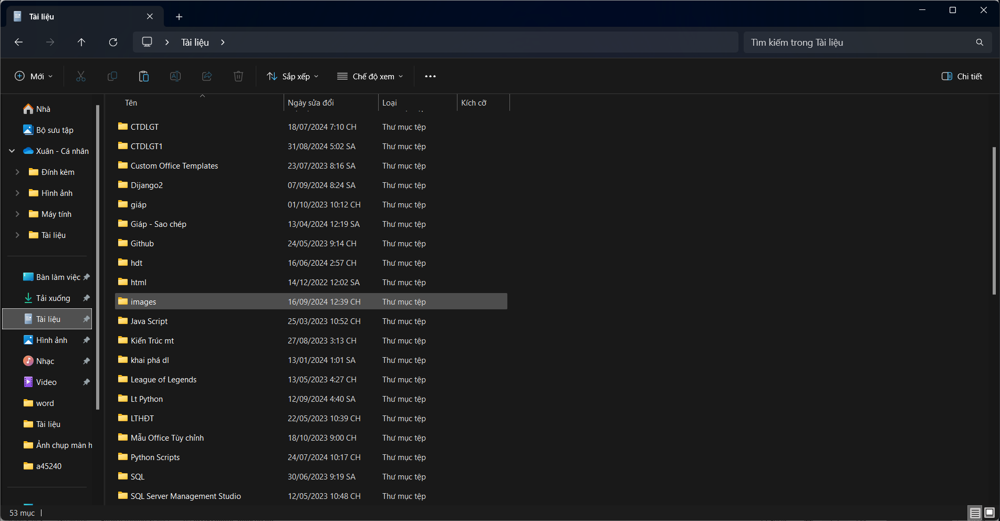 Tài liệu
Tài liệu
Tìm kiếm trong Tài liệu
Mới
Sắp xếp
Chế độ xem
Chi tiết
Nhà
Bộ sưu tập
Xuân - Cá nhân
Đính kèm
Hình ảnh
Máy tính
Tài liệu
Bàn làm việc
Tải xuống
Tài liệu
Hình ảnh
Nhạc
Video
word
Tài liệu
Ảnh chụp màn h
a45240
Tên Ngày sửa đổi Loại Kích cỡ
CTDLGT 18/07/2024 7:10 CH Thư mục tệp
CTDLGT1 31/08/2024 5:02 SA Thư mục tệp
Custom Office Templates 23/07/2023 8:16 SA Thư mục tệp
Dijango2 07/09/2024 8:24 SA Thư mục tệp
giáp 01/10/2023 10:12 CH Thư mục tệp
Giáp - Sao chép 13/04/2024 12:19 SA Thư mục tệp
Github 24/05/2023 9:14 CH Thư mục tệp
hdt 16/06/2024 2:57 CH Thư mục tệp
html 14/12/2022 12:02 SA Thư mục tệp
images 16/09/2024 12:39 CH Thư mục tệp
Java Script 25/03/2023 10:52 CH Thư mục tệp
Kiến Trúc mt 27/08/2023 3:13 CH Thư mục tệp
khai phá dl 13/01/2024 1:01 SA Thư mục tệp
League of Legends 13/05/2023 4:27 CH Thư mục tệp
Lt Python 12/09/2024 4:40 SA Thư mục tệp
LTHĐT 22/05/2023 10:39 CH Thư mục tệp
Mẫu Office Tùy chỉnh 18/10/2023 9:00 CH Thư mục tệp
Python Scripts 24/07/2024 10:17 CH Thư mục tệp
SQL 30/06/2023 9:19 SA Thư mục tệp
SQL Server Management Studio 12/05/2023 10:48 CH Thư mục tệp
53 mục